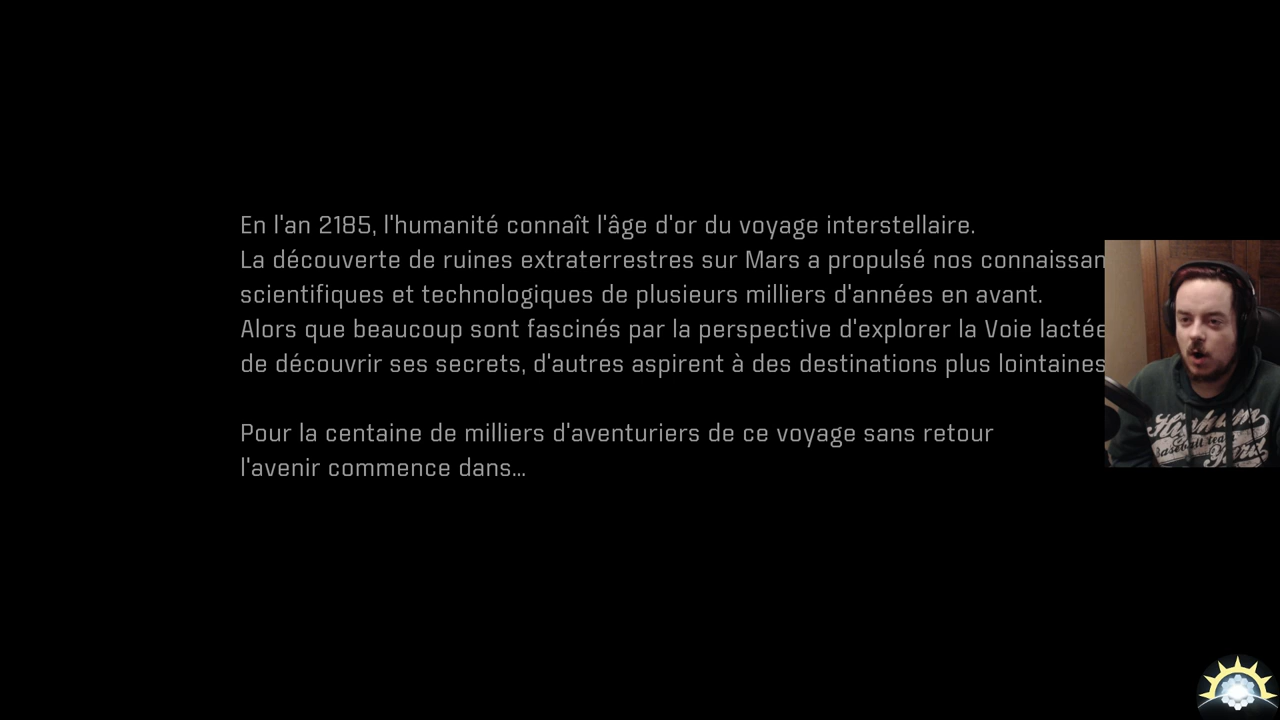 En l'an 2185, l'humanité connaît l'âge d'or du voyage interstellaire.
La découverte de ruines extraterrestres sur Mars a propulsé nos connaissan
scientifiques et technologiques de plusieurs milliers d'années en avant.
Alors que beaucoup sont fascinés par la perspective d'explorer la Voie lactée
de découvrir ses secrets, d'autres aspirent à des destinations plus lointaines
Pour la centaine de milliers d'aventuriers de ce voyage sans retour
l'avenir commence dans...
Baseball team